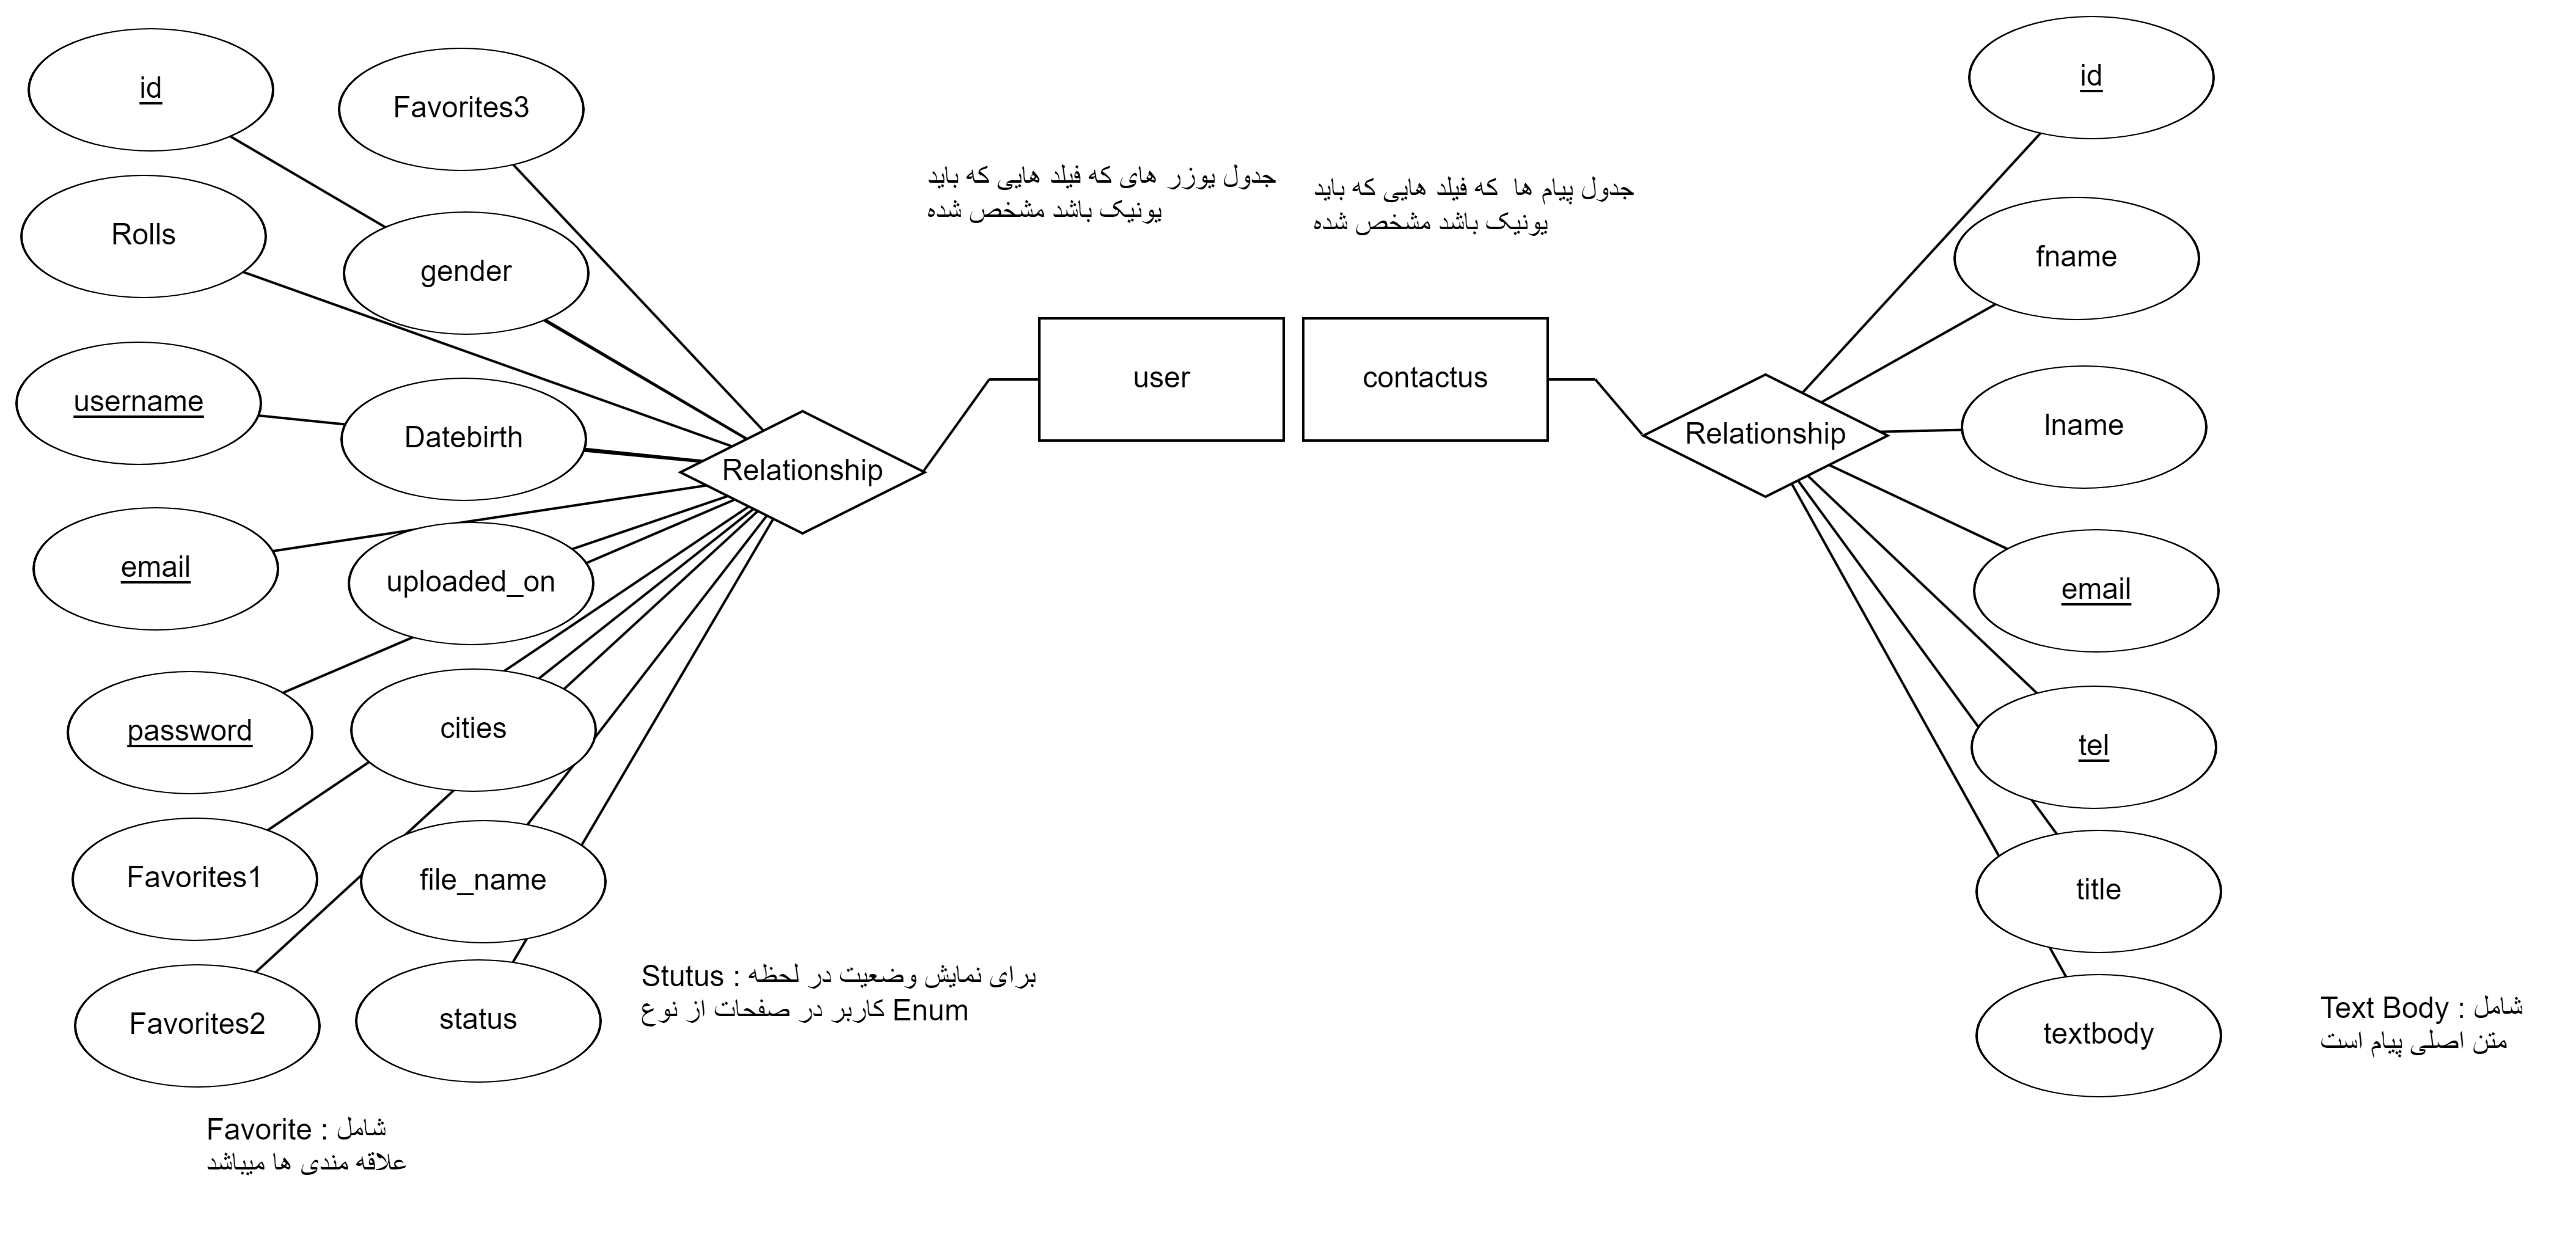 id
Favorites3
Rolls
gender
username
Datebirth
email
uploaded_on
password
cities
Favorites1
file_name
Favorites2
status
Relationship
جدول یوزر های که فیلد هایی که باید
یونیک باشد مشخص شده
user
جدول پیام ها که فیلد هایی که باید
یونیک باشد مشخص شده
contactus
Relationship
id
fname
lname
email
tel
title
textbody
Stutus : برای نمایش وضعیت در لحظه
کاربر در صفحات از نوع Enum
Favorite : شامل
علاقه مندی ها میباشد
Text Body : شامل
متن اصلی پیام است